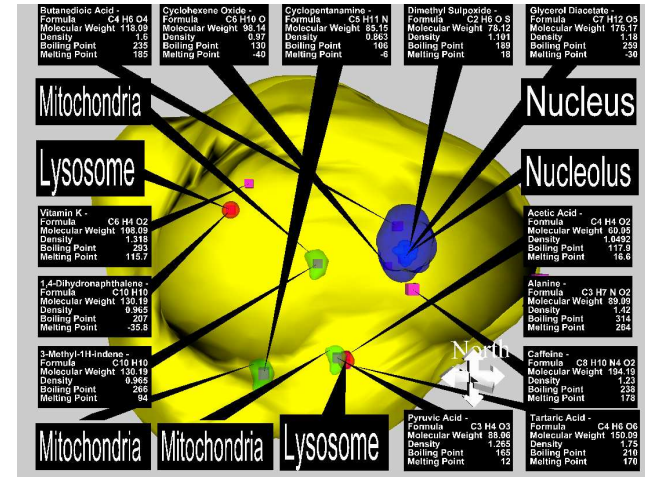 Butanedioic Acid -
Formula C4 H6 O4
Molecular Weight 118.09
Density 1.6
Boiling Point 235
Melting Point 185
Cyclohexene Oxide -
Formula C6 H10 O
Molecular Weight 98.14
Density 0.97
Boiling Point 130
Melting Point -40
Cyclopentanamine -
Formula C5 H11 N
Molecular Weight 85.15
Density 0.863
Boiling Point 106
Melting Point -6
Dimethyl Sulpoxide -
Formula C2 H6 O S
Molecular Weight 78.12
Density 1.101
Boiling Point 189
Melting Point 18
Glycerol Diacetate -
Formula C7 H12 O5
Molecular Weight 176.17
Density 1.18
Boiling Point 259
Melting Point -30
Mitochondria
Nucleus
Lysosome
Nucleolus
Vitamin K -
Formula C6 H4 O2
Molecular Weight 108.09
Density 1.318
Boiling Point 293
Melting Point 115.7
Acetic Acid -
Formula C4 H4 O2
Molecular Weight 60.05
Density 1.0492
Boiling Point 117.9
Melting Point 16.6
1,4-Dihydronaphthalene -
Formula C10 H10
Molecular Weight 130.19
Density 0.965
Boiling Point 207
Melting Point -35.8
Alanine -
Formula C3 H7 N O2
Molecular Weight 89.09
Density 1.42
Boiling Point 314
Melting Point 264
3-Methyl-1H-indene -
Formula C10 H10
Molecular Weight 130.19
Density 0.965
Boiling Point 266
Melting Point 94
North
Caffeine -
Formula C8 H10 N4 O2
Molecular Weight 194.19
Density 1.23
Boiling Point 238
Melting Point 178
Mitochondria
Mitochondria
Lysosome
Pyruvic Acid -
Formula C3 H4 O3
Molecular Weight 88.06
Density 1.265
Boiling Point 165
Melting Point 12
Tartaric Acid -
Formula C4 H6 O6
Molecular Weight 150.09
Density 1.75
Boiling Point 210
Melting Point 170